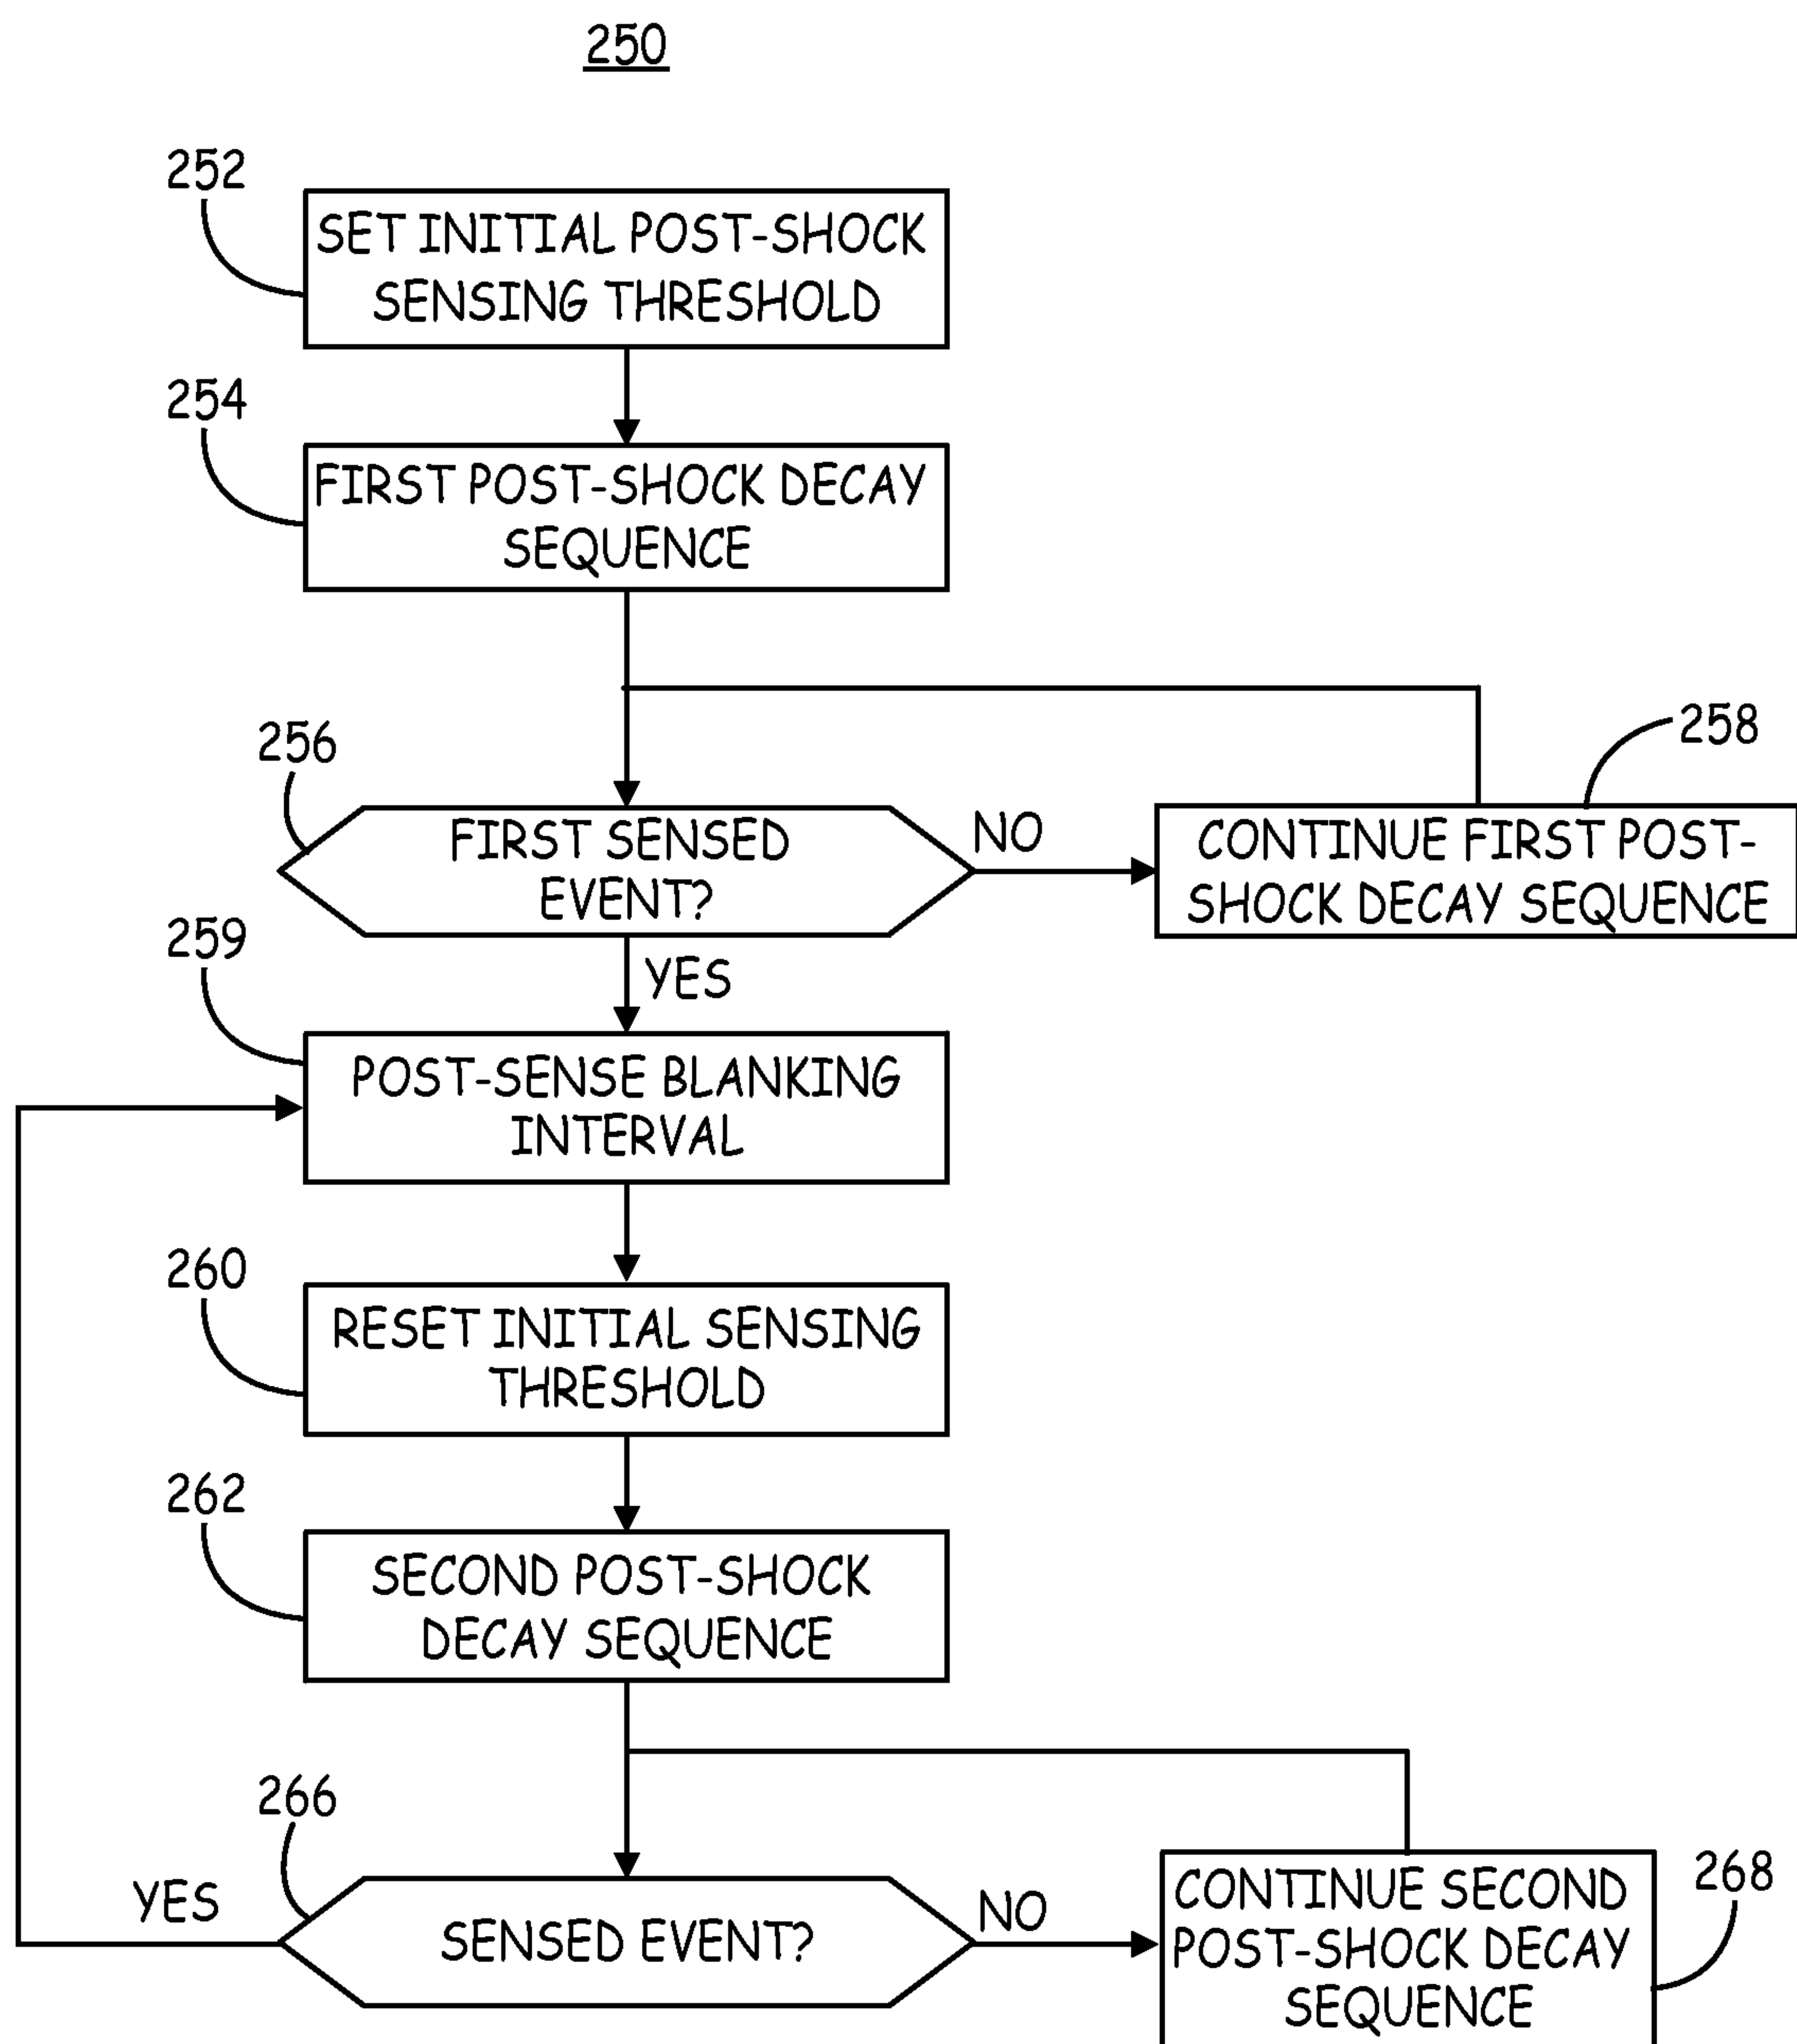 250
252
SET INITIAL POST-SHOCK
SENSING THRESHOLD
254
FIRST POST-SHOCK DECAY
SEQUENCE
256
FIRST SENSED
EVENT?
NO
258
CONTINUE FIRST POST-
SHOCK DECAY SEQUENCE
YES
259
POST-SENSE BLANKING
INTERVAL
260
RESET INITIAL SENSING
THRESHOLD
262
SECOND POST-SHOCK
DECAY SEQUENCE
266
YES
SENSED EVENT?
NO
268
CONTINUE SECOND
POST-SHOCK DECAY
SEQUENCE